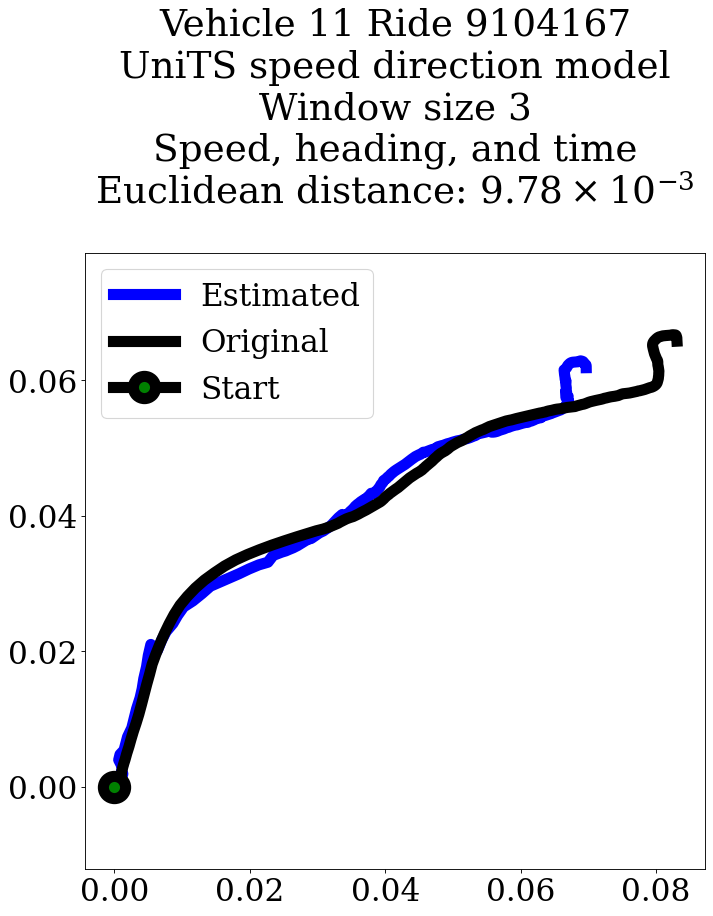 Vehicle 11 Ride 9104167
UniTS speed direction model
Window size 3
Speed, heading, and time
Euclidean distance: 9.78 × 10⁻³
Estimated
Original
Start
0.06
0.04
0.02
0.00
0.00 0.02 0.04 0.06 0.08